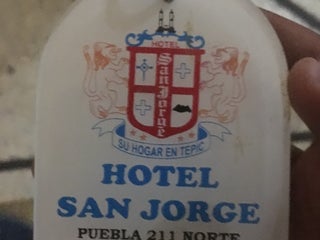 HOTEL
San Jorge
SU HOGAR EN TEPIC
HOTEL
SAN JORGE
PUEBLA 211 NORTE